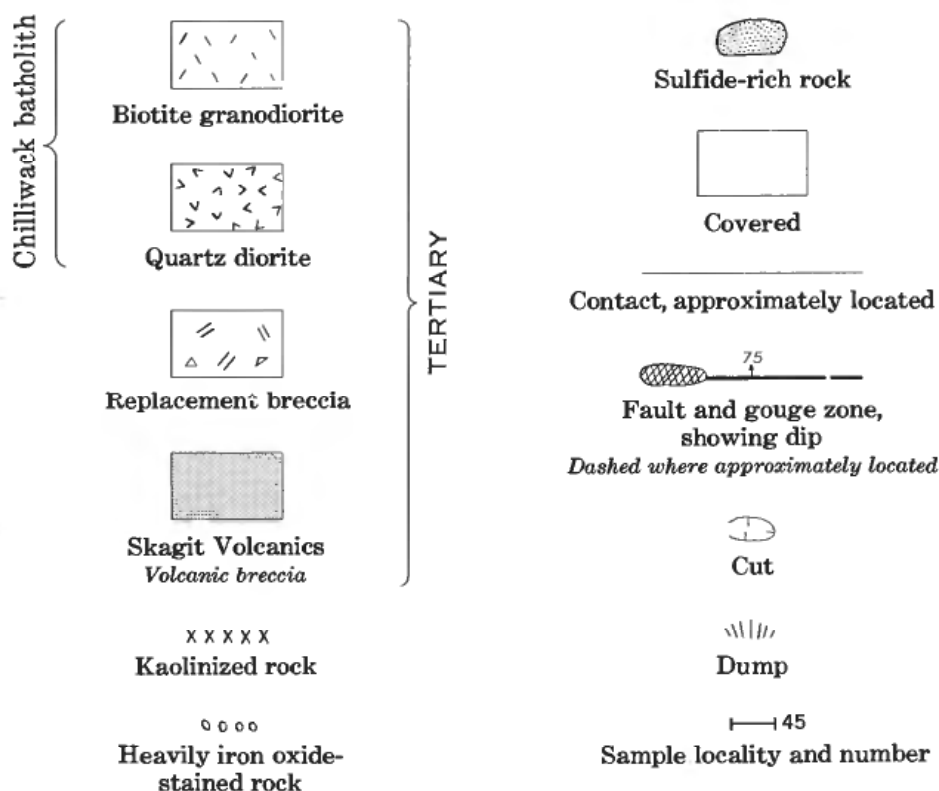 Chilliwack batholith
Biotite granodiorite
Quartz diorite
Replacement breccia
Skagit Volcanics
Volcanic breccia
TERTIARY
x x x x x
Kaolinized rock
Heavily iron oxide-
stained rock
Sulfide-rich rock
Covered
Contact, approximately located
75
Fault and gouge zone,
showing dip
Dashed where approximately located
Cut
Dump
45
Sample locality and number